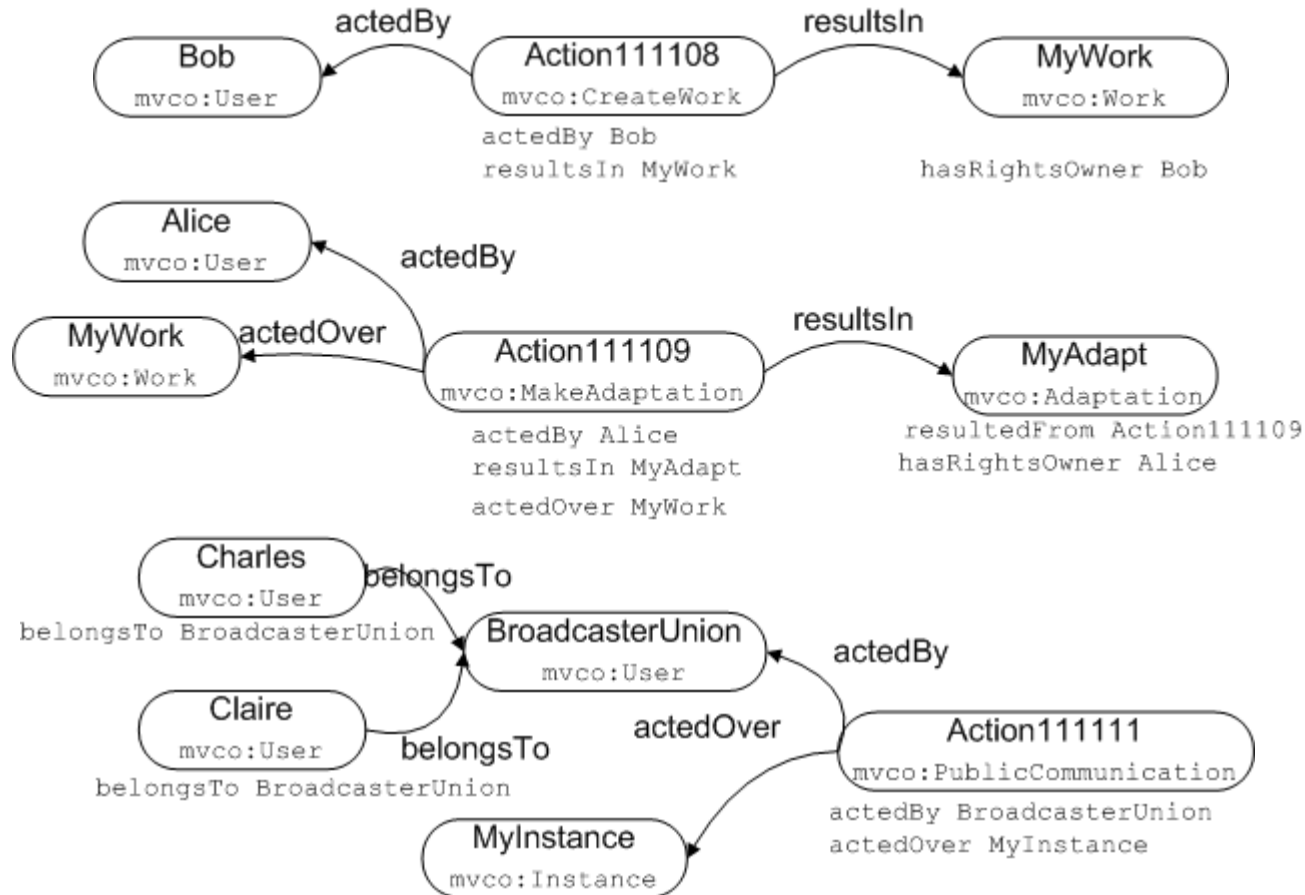 actedBy
resultsIn
Bob
mvco:User
Action111108
mvco:CreateWork
MyWork
mvco:Work
actedBy Bob
resultsIn MyWork
hasRightsOwner Bob
Alice
mvco:User
actedBy
MyWork
mvco:Work
actedOver
resultsIn
Action111109
mvco:MakeAdaptation
MyAdapt
mvco:Adaptation
actedBy Alice
resultsIn MyAdapt
actedOver MyWork
resultedFrom Action111109
hasRightsOwner Alice
Charles
mvco:User
belongsTo
belongsTo BroadcasterUnion
BroadcasterUnion
mvco:User
actedBy
Claire
mvco:User
belongsTo
belongsTo BroadcasterUnion
actedOver
Action111111
mvco:PublicCommunication
actedBy BroadcasterUnion
actedOver MyInstance
MyInstance
mvco:Instance